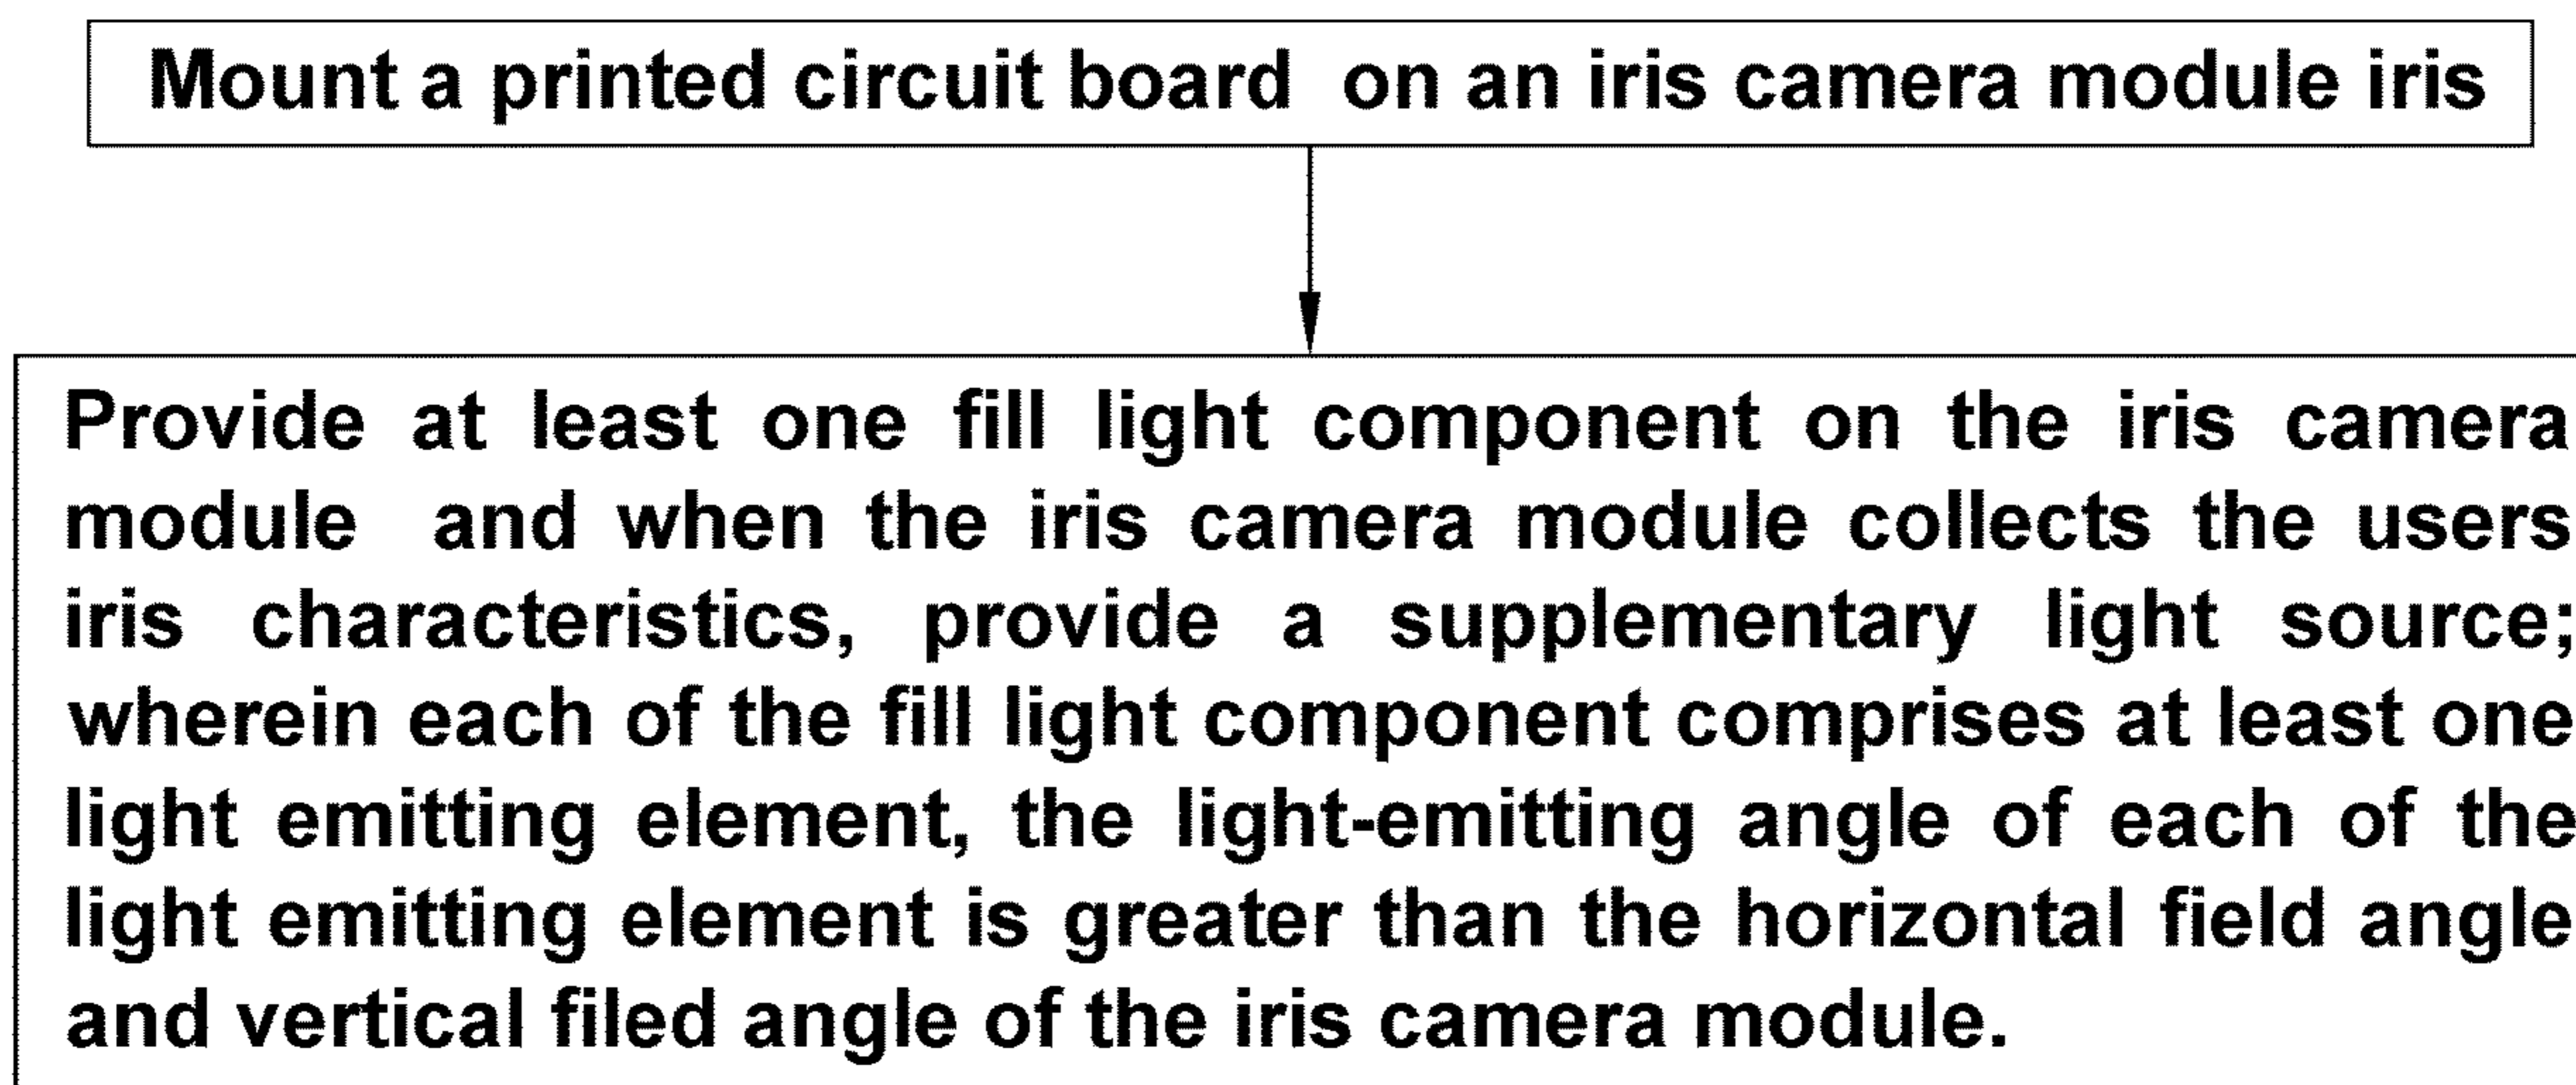 Mount a printed circuit board on an iris camera module iris
Provide at least one fill light component on the iris camera
module and when the iris camera module collects the users
iris characteristics, provide a supplementary light source;
wherein each of the fill light component comprises at least one
light emitting element, the light-emitting angle of each of the
light emitting element is greater than the horizontal field angle
and vertical filed angle of the iris camera module.